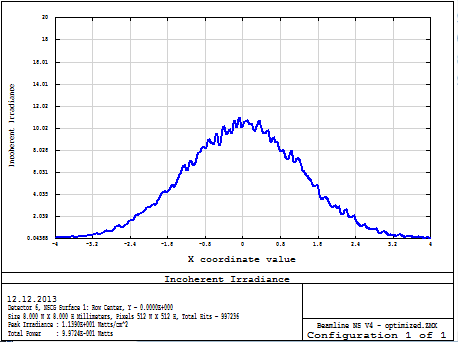 20
18
16.01
14.01
12.02
10.02
8.028
6.031
4.035
2.039
0.04385
-4
-3.2
-2.4
-1.6
-0.8
0
0.8
1.6
2.4
3.2
4
Incoherent Irradiance
X coordinate value
Incoherent Irradiance
12.12.2013
Detector 6, NSCG Surface 1: Row Center, Y = 0.0000E+000
Size 8.000 W X 8.000 H Millimeters, Pixels 512 W X 512 H, Total Hits = 997236
Peak Irradiance : 1.1390E+001 Watts/cm^2
Total Power : 9.9724E-001 Watts
Beamline N5 V4 - optimized.ZMX
Configuration 1 of 1